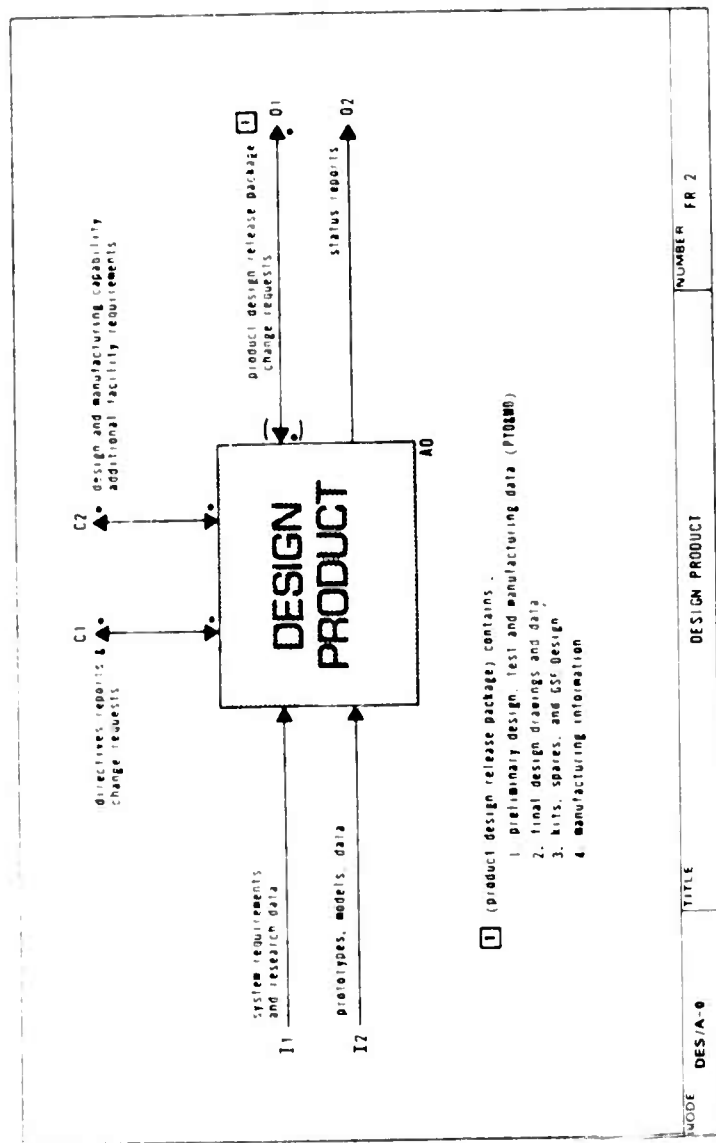 C1
C2
directives reports &
change requests
design and manufacturing capability
additional facility requirements
I1
system requirements
and research data
I2
prototypes, models, data
DESIGN
PRODUCT
A0
( )
product design release package 1
change requests
O1
status reports
O2
1 (product design release package) contains .
1 preliminary design, test and manufacturing data (PTD&MD)
2. final design drawings and data
3. kits, spares, and GSE Design
4. manufacturing information
NODE DES/A-0
TITLE DESIGN PRODUCT
NUMBER FR 2